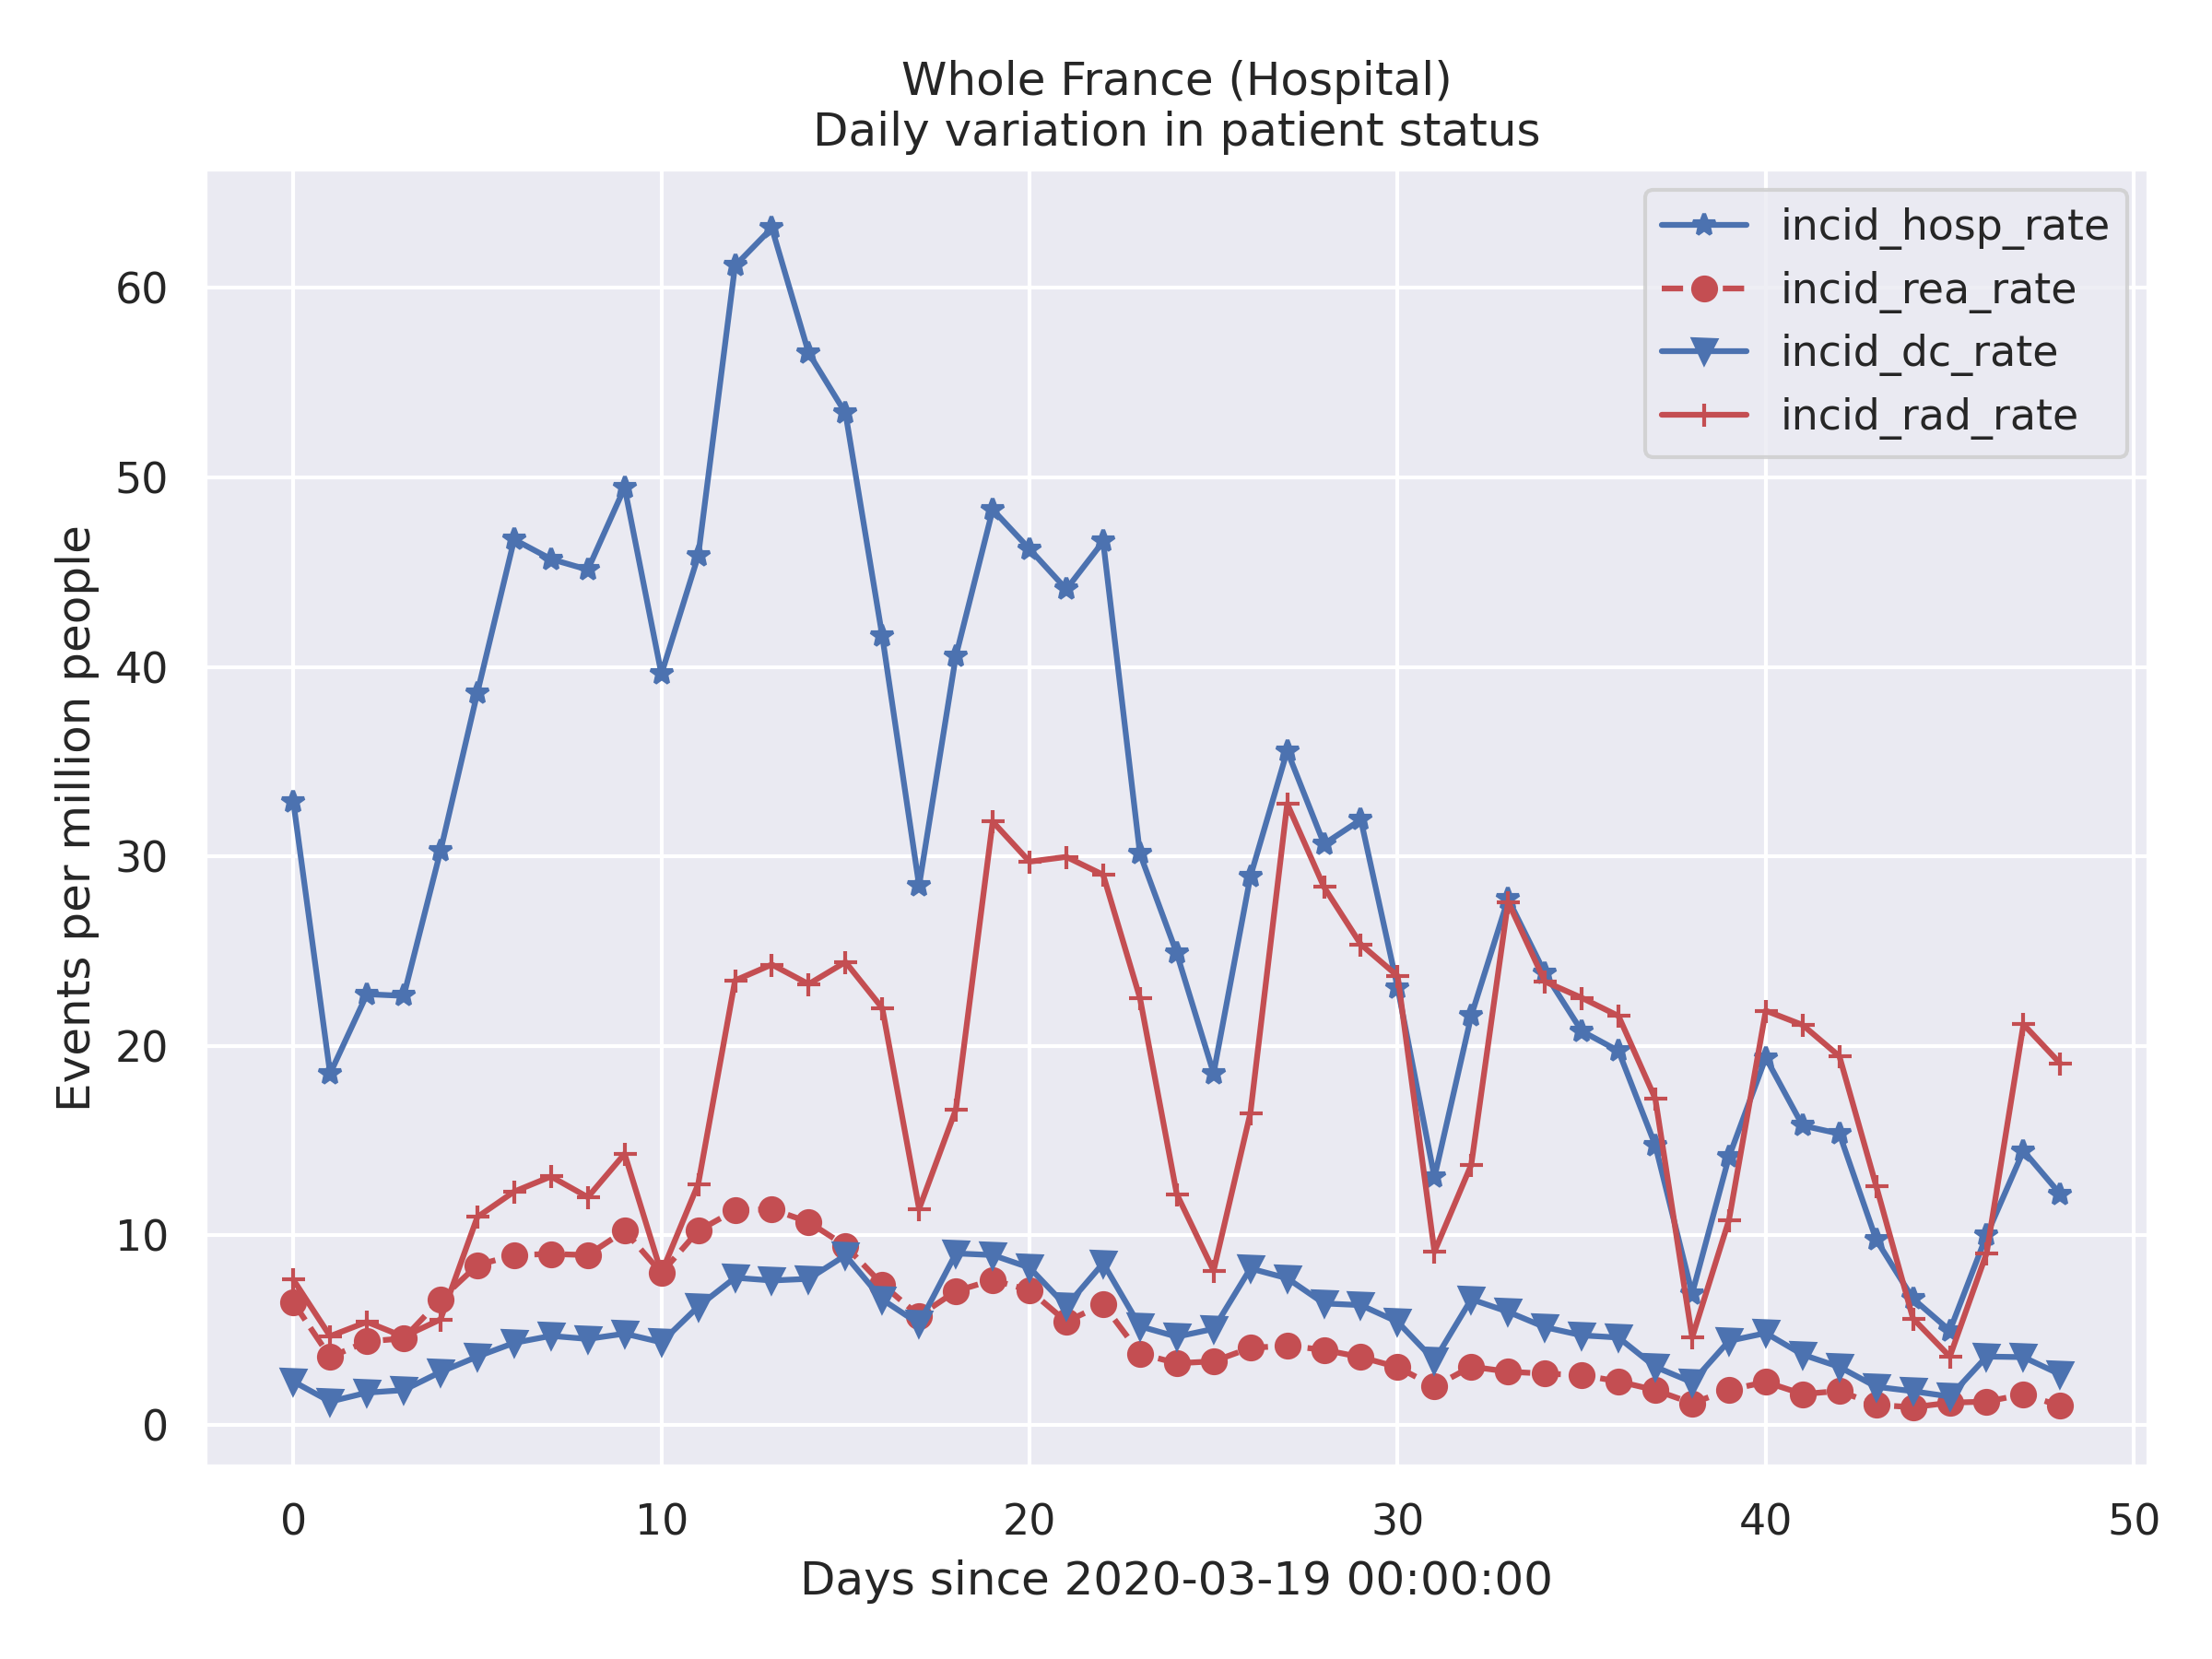 Whole France (Hospital)
Daily variation in patient status
incid_hosp_rate
incid_rea_rate
incid_dc_rate
incid_rad_rate
Events per million people
60
50
40
30
20
10
0
0 10 20 30 40 50
Days since 2020-03-19 00:00:00